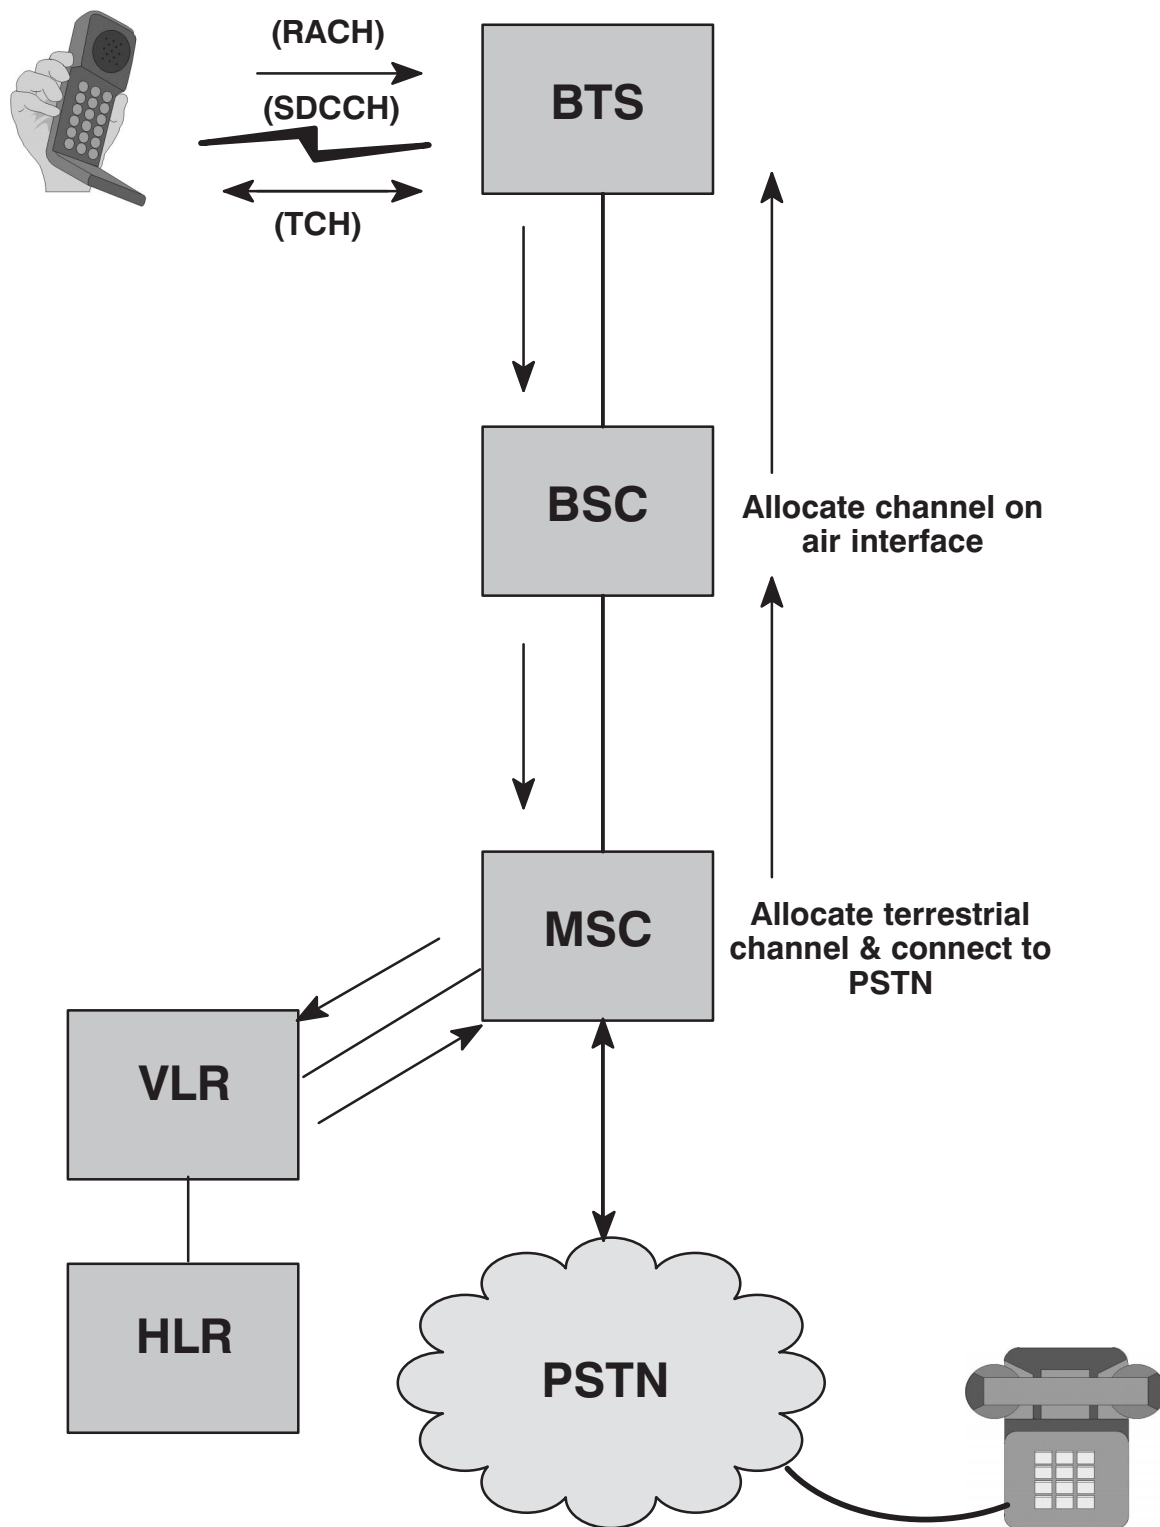 (RACH)
BTS
(SDCCH)
(TCH)
BSC
Allocate channel on
air interface
MSC
Allocate terrestrial
channel & connect to
PSTN
VLR
HLR
PSTN